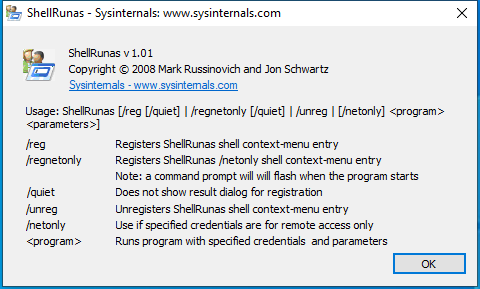 ShellRunas - Sysinternals: www.sysinternals.com
ShellRunas v 1.01
Copyright © 2008 Mark Russinovich and Jon Schwartz
Sysinternals - www.sysinternals.com
Usage: ShellRunas [/reg [/quiet] | /regnetonly [/quiet] | /unreg | [/netonly] <program>
<parameters>]
/reg Registers ShellRunas shell context-menu entry
/regnetonly Registers ShellRunas /netonly shell context-menu entry
Note: a command prompt will will flash when the program starts
/quiet Does not show result dialog for registration
/unreg Unregisters ShellRunas shell context-menu entry
/netonly Use if specified credentials are for remote access only
<program> Runs program with specified credentials and parameters
OK